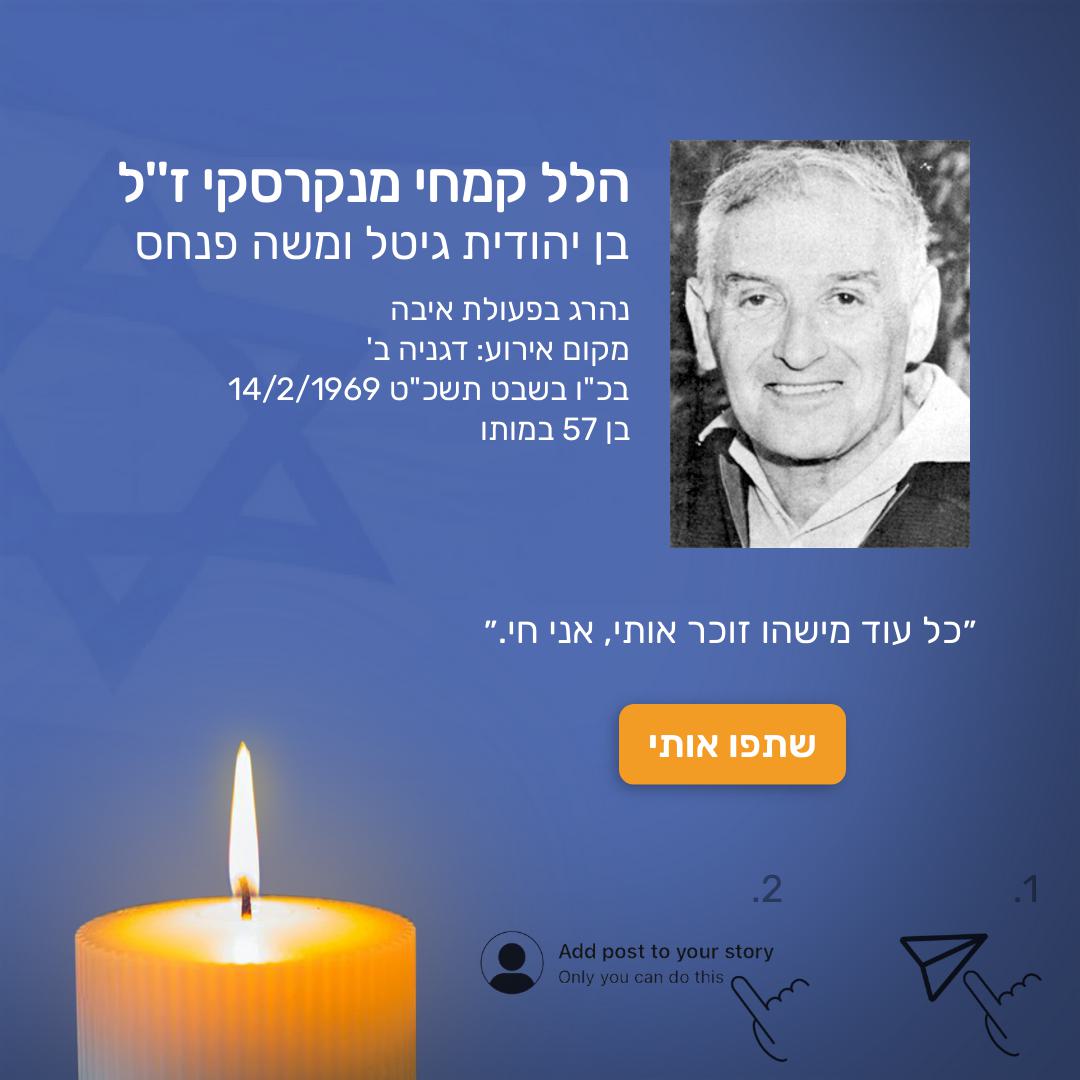 הלל קמחי מנקרסקי ז"ל
בן יהודית גיטל ומשה פנחס
נהרג בפעולת איבה
מקום אירוע: דגניה ב'
בכ"ו בשבט תשכ"ט 14/2/1969
בן 57 במותו
״כל עוד מישהו זוכר אותי, אני חי.״
שתפו אותי
1.
2.
Add post to your story
Only you can do this